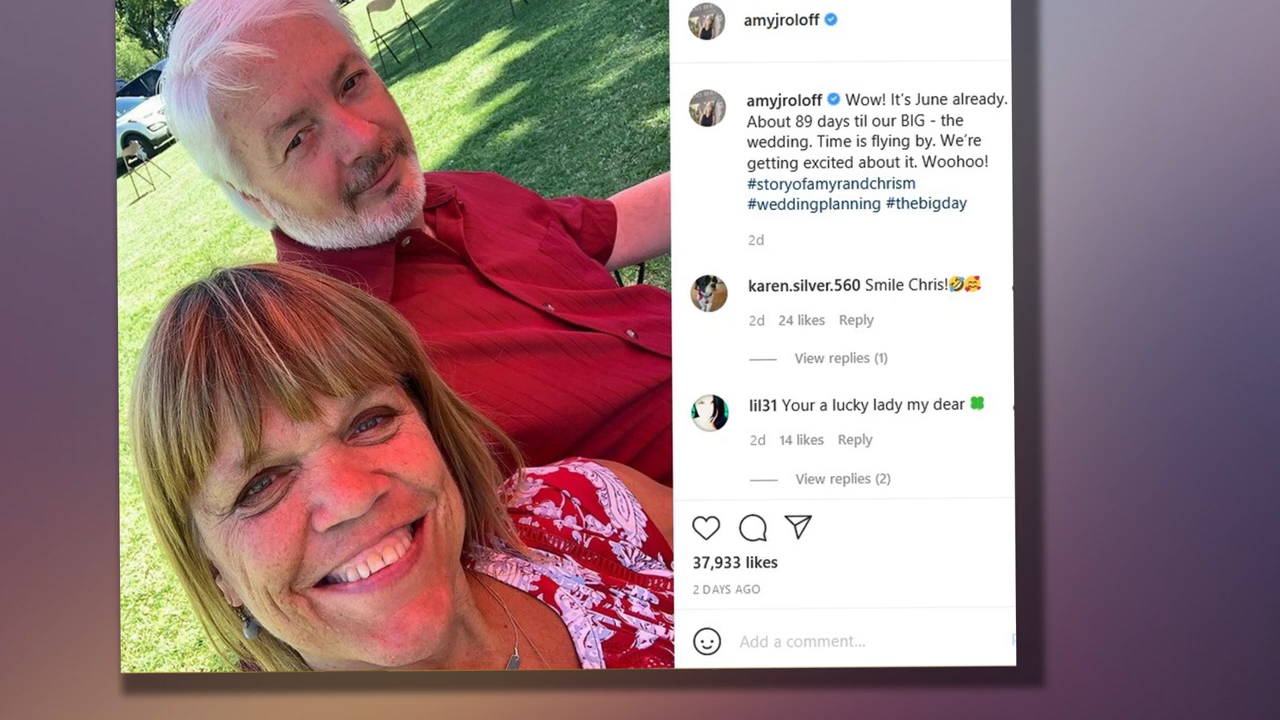 amyjroloff
amyjroloff Wow! It's June already.
About 89 days til our BIG - the
wedding. Time is flying by. We're
getting excited about it. Woohoo!
#storyofamyrandchrism
#weddingplanning #thebigday
2d
karen.silver.560 Smile Chris!🤣🥰
2d 24 likes Reply
View replies (1)
lil31 Your a lucky lady my dear 🍀
2d 14 likes Reply
View replies (2)
37,933 likes
2 DAYS AGO
Add a comment...